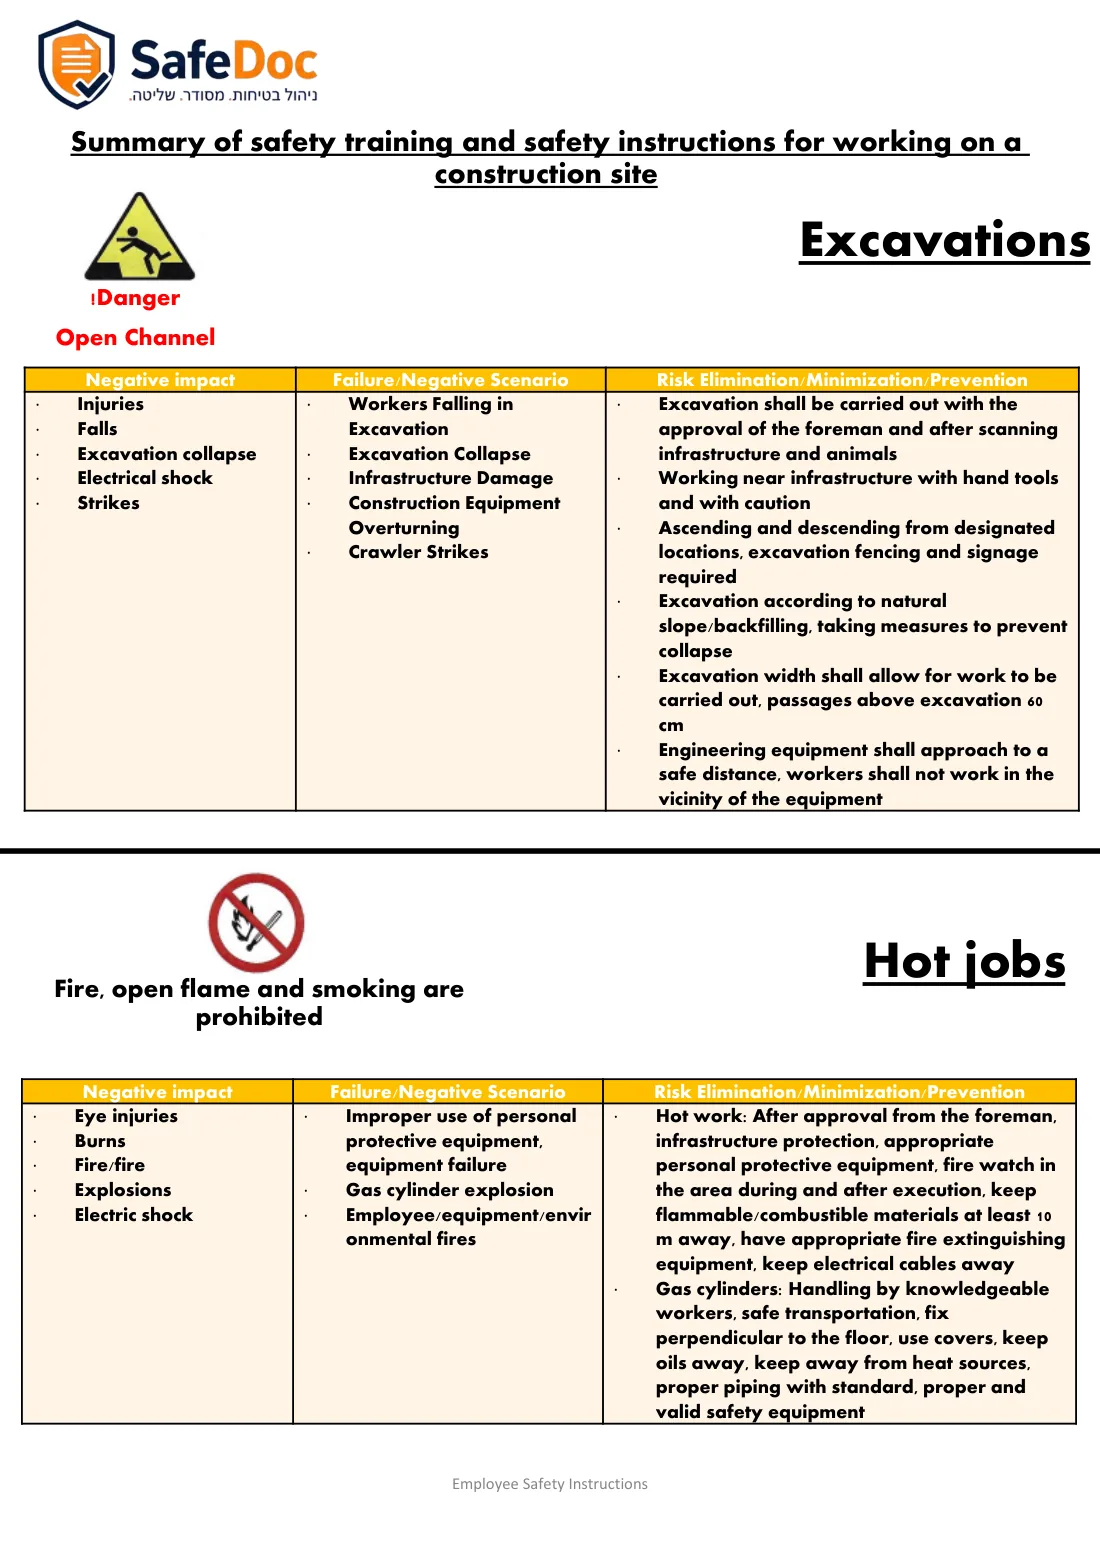 SafeDoc
ניהול בטיחות. מסודר. שליטה.
Summary of safety training and safety instructions for working on a
construction site
Excavations
!Danger
Open Channel
Negative impact
Failure/Negative Scenario
Risk Elimination/Minimization/Prevention
· Injuries
· Falls
· Excavation collapse
· Electrical shock
· Strikes
· Workers Falling in
Excavation
· Excavation Collapse
· Infrastructure Damage
· Construction Equipment
Overturning
· Crawler Strikes
· Excavation shall be carried out with the
approval of the foreman and after scanning
infrastructure and animals
· Working near infrastructure with hand tools
and with caution
· Ascending and descending from designated
locations, excavation fencing and signage
required
· Excavation according to natural
slope/backfilling, taking measures to prevent
collapse
· Excavation width shall allow for work to be
carried out, passages above excavation 60
cm
· Engineering equipment shall approach to a
safe distance, workers shall not work in the
vicinity of the equipment
Hot jobs
Fire, open flame and smoking are
prohibited
Negative impact
Failure/Negative Scenario
Risk Elimination/Minimization/Prevention
· Eye injuries
· Burns
· Fire/fire
· Explosions
· Electric shock
· Improper use of personal
protective equipment,
equipment failure
· Gas cylinder explosion
· Employee/equipment/envir
onmental fires
· Hot work: After approval from the foreman,
infrastructure protection, appropriate
personal protective equipment, fire watch in
the area during and after execution, keep
flammable/combustible materials at least 10
m away, have appropriate fire extinguishing
equipment, keep electrical cables away
· Gas cylinders: Handling by knowledgeable
workers, safe transportation, fix
perpendicular to the floor, use covers, keep
oils away, keep away from heat sources,
proper piping with standard, proper and
valid safety equipment
Employee Safety Instructions